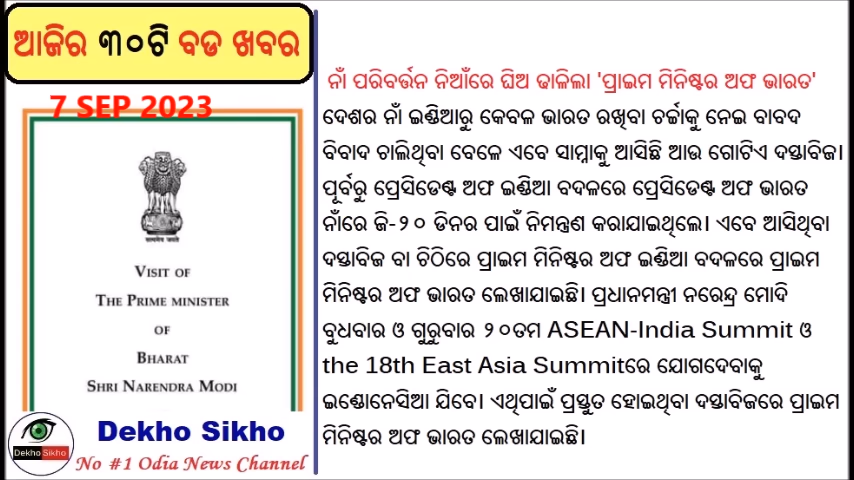 ଆଜିର ୩୦ଟି ବଡ ଖବର
7 SEP 2023
सत्यमेव जयते
VISIT OF
THE PRIME MINISTER
OF
BHARAT
SHRI NARENDRA MODI
Dekho Sikho
Dekho Sikho
No #1 Odia News Channel
ନାଁ ପରିବର୍ତ୍ତନ ନିଆଁରେ ଘିଅ ଢାଳିଲା 'ପ୍ରାଇମ ମିନିଷ୍ଟର ଅଫ ଭାରତ'
ଦେଶର ନାଁ ଇଣ୍ଡିଆରୁ କେବଳ ଭାରତ ରଖିବା ଚର୍ଚ୍ଚାକୁ ନେଇ ବାବଦ
ବିବାଦ ଚାଲିଥିବା ବେଳେ ଏବେ ସାମ୍ନାକୁ ଆସିଛି ଆଉ ଗୋଟିଏ ଦସ୍ତାବିଜ।
ପୂର୍ବରୁ ପ୍ରେସିଡେଣ୍ଟ ଅଫ ଇଣ୍ଡିଆ ବଦଳରେ ପ୍ରେସିଡେଣ୍ଟ ଅଫ ଭାରତ
ନାଁରେ ଜି-୨୦ ଡିନର ପାଇଁ ନିମନ୍ତ୍ରଣ କରାଯାଇଥିଲେ। ଏବେ ଆସିଥିବା
ଦସ୍ତାବିଜ ବା ଚିଠିରେ ପ୍ରାଇମ ମିନିଷ୍ଟର ଅଫ ଇଣ୍ଡିଆ ବଦଳରେ ପ୍ରାଇମ
ମିନିଷ୍ଟର ଅଫ ଭାରତ ଲେଖାଯାଇଛି। ପ୍ରଧାନମନ୍ତ୍ରୀ ନରେନ୍ଦ୍ର ମୋଦି
ବୁଧବାର ଓ ଗୁରୁବାର ୨୦ତମ ASEAN-India Summit ଓ
the 18th East Asia Summitରେ ଯୋଗଦେବାକୁ
ଇଣ୍ଡୋନେସିଆ ଯିବେ। ଏଥିପାଇଁ ପ୍ରସ୍ତୁତ ହୋଇଥିବା ଦସ୍ତାବିଜରେ ପ୍ରାଇମ
ମିନିଷ୍ଟର ଅଫ ଭାରତ ଲେଖାଯାଇଛି।